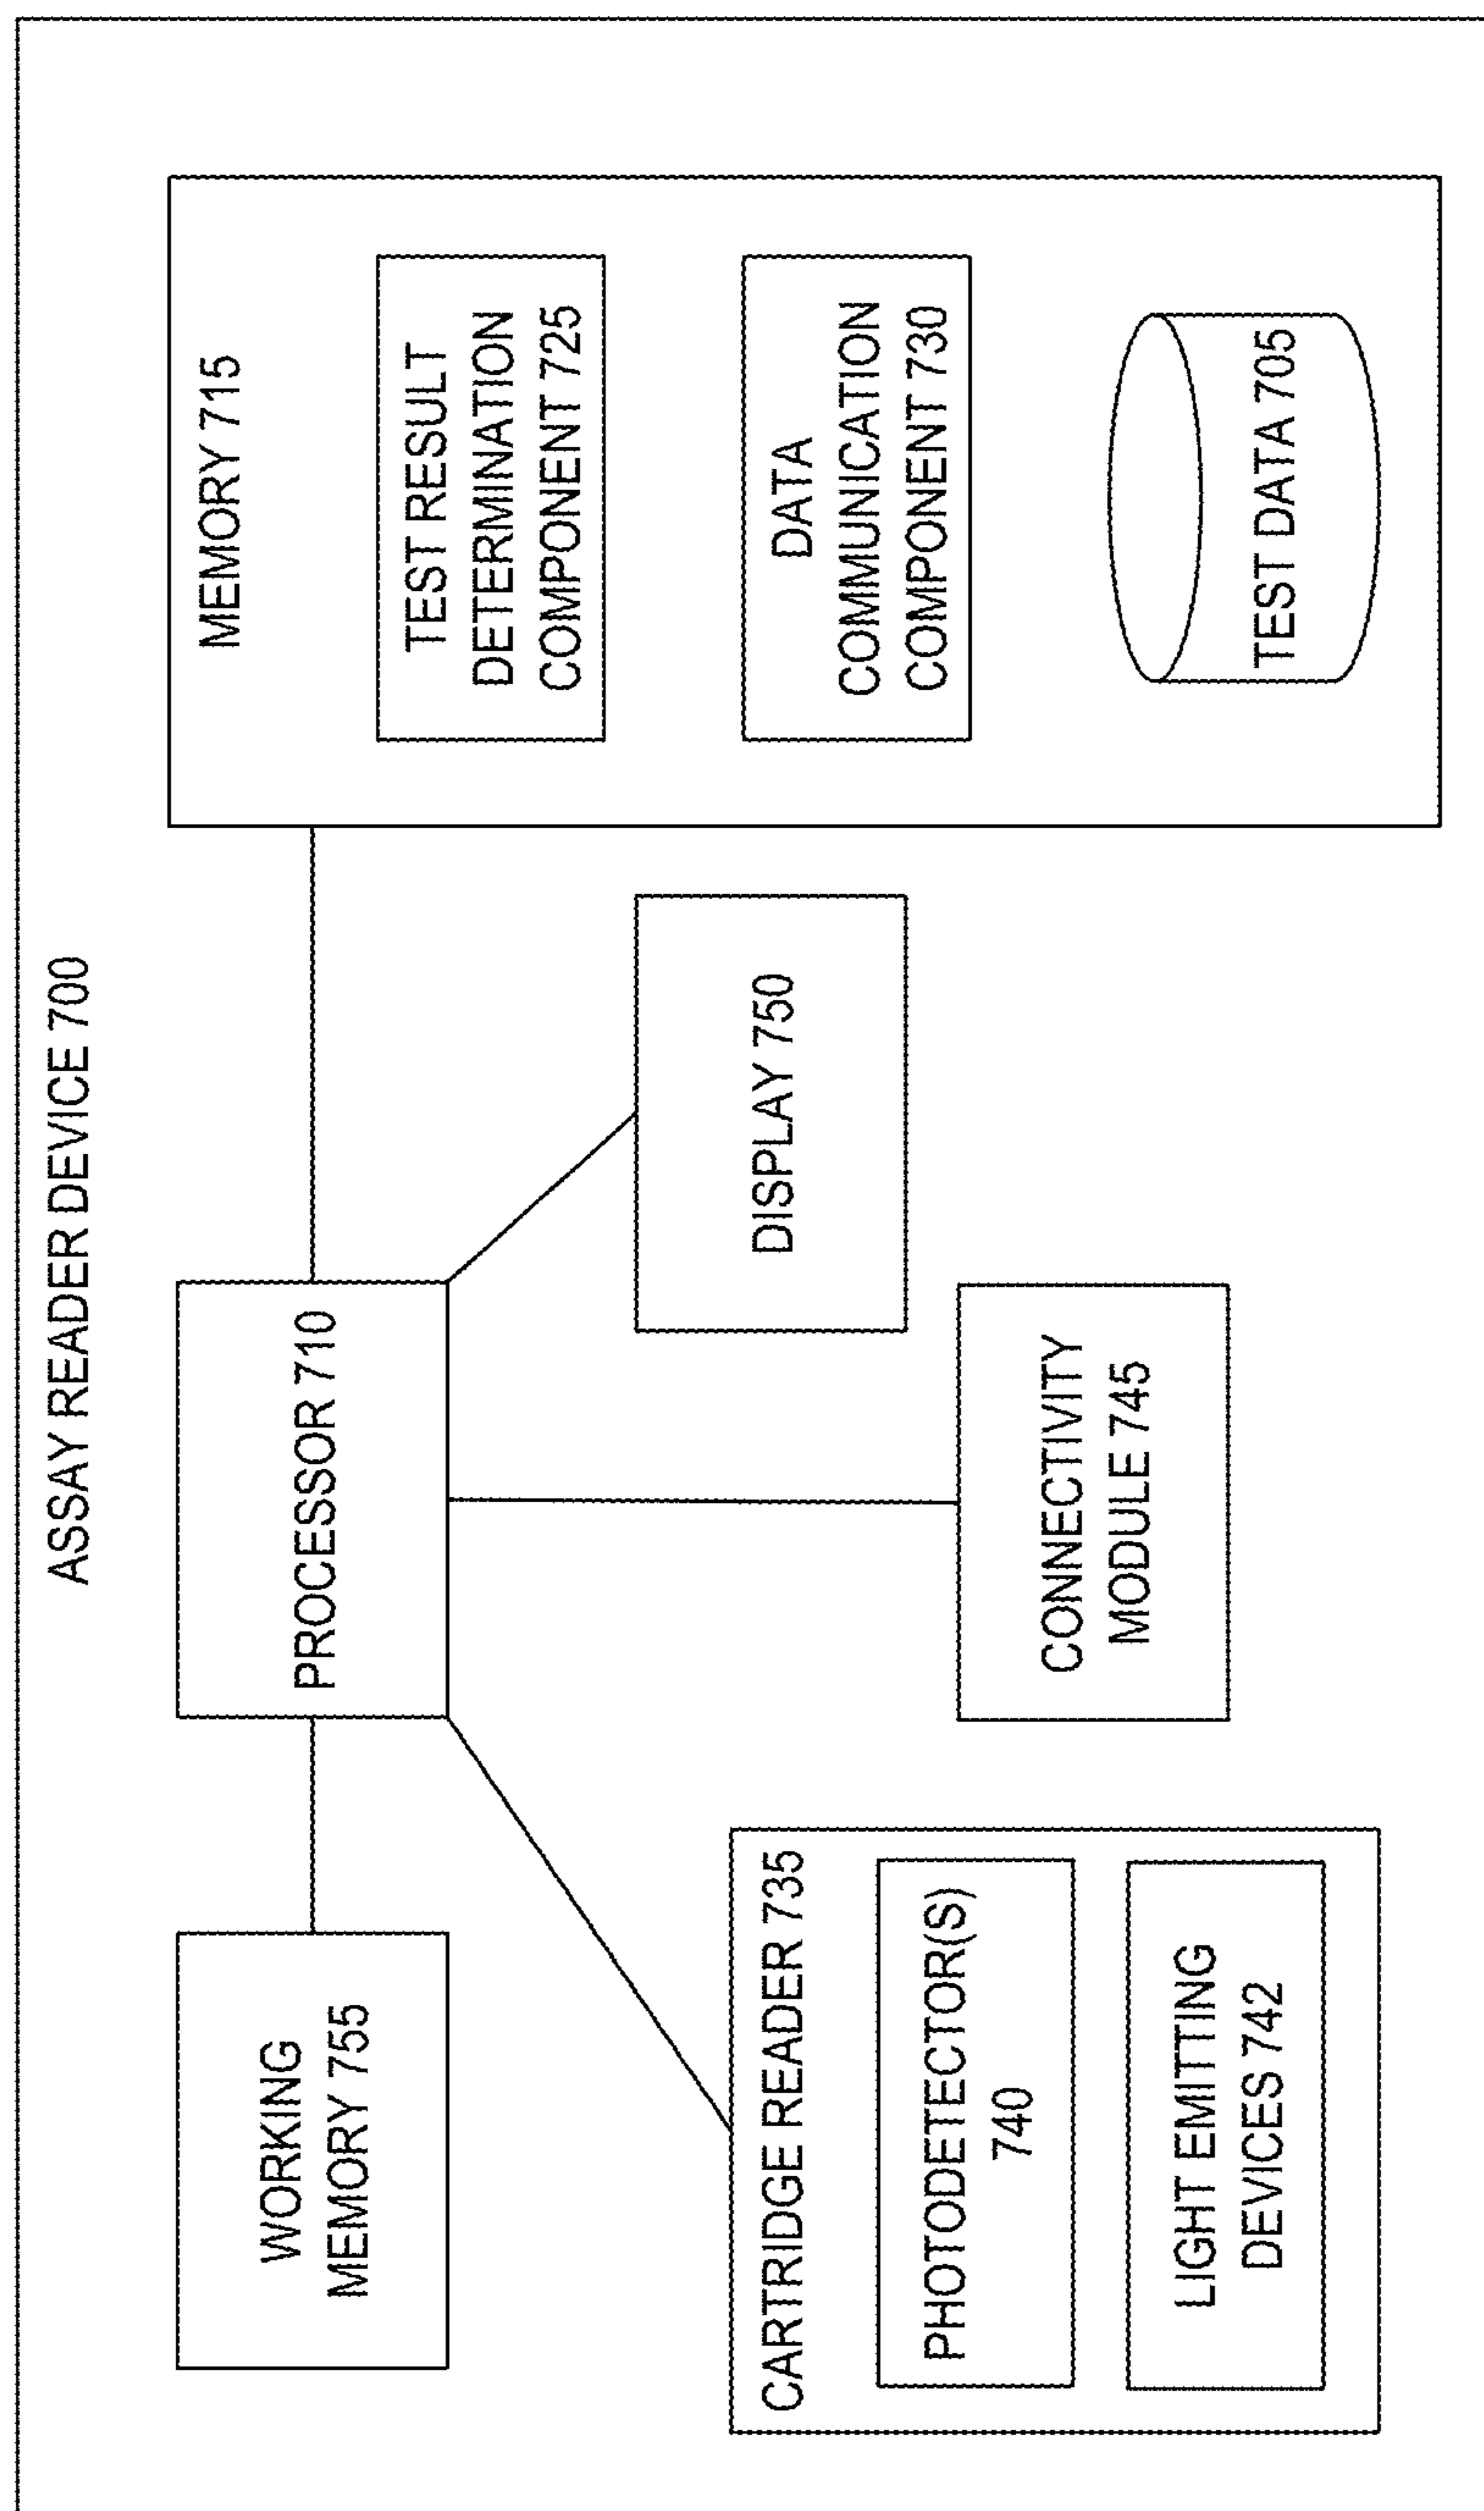 ASSAY READER DEVICE 700
WORKING
MEMORY 755
PROCESSOR 710
MEMORY 715
TEST RESULT
DETERMINATION
COMPONENT 725
DATA
COMMUNICATION
COMPONENT 730
TEST DATA 705
DISPLAY 750
CONNECTIVITY
MODULE 745
CARTRIDGE READER 735
PHOTODETECTOR(S)
740
LIGHT EMITTING
DEVICES 742